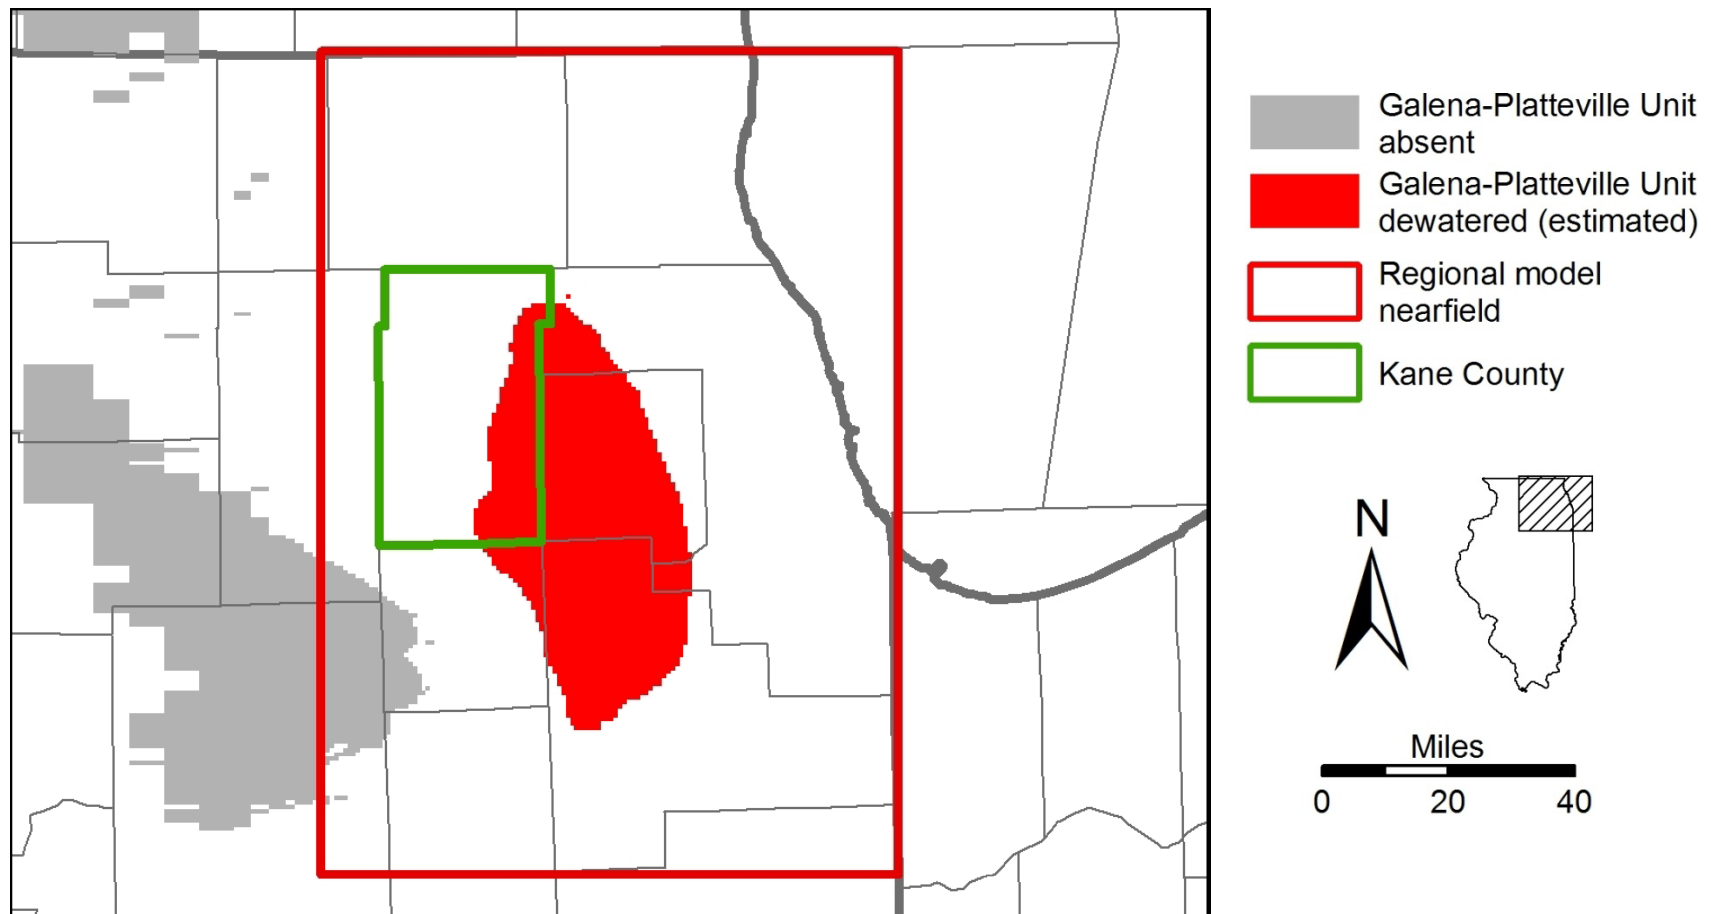 Galena-Platteville Unit
absent
Galena-Platteville Unit
dewatered (estimated)
Regional model
nearfield
Kane County
N
Miles
0 20 40